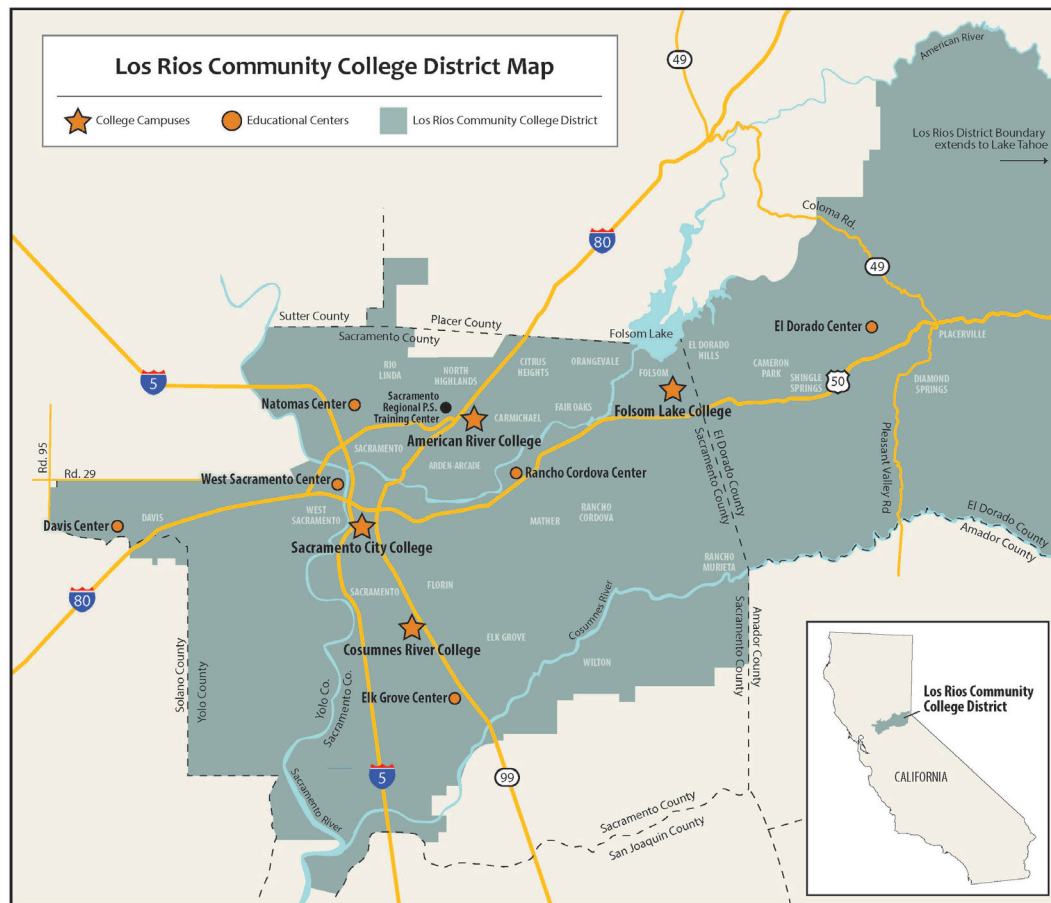 Los Rios Community College District Map
College Campuses
Educational Centers
Los Rios Community College District
49
American River
Los Rios District Boundary
extends to Lake Tahoe
Coloma Rd.
80
49
Sutter County
Placer County
Sacramento County
Folsom Lake
El Dorado Center
PLACERVILLE
EL DORADO
HILLS
RIO
LINDA
NORTH
HIGHLANDS
CITRUS
HEIGHTS
ORANGEVALE
FOLSOM
CAMERON
PARK
SHINGLE
SPRINGS
50
DIAMOND
SPRINGS
5
Natomas Center
Sacramento
Regional P.S.
Training Center
CARMICHAEL
FAIR OAKS
Folsom Lake College
American River College
SACRAMENTO
ARDEN-ARCADE
Rd. 95
Rd. 29
West Sacramento Center
Rancho Cordova Center
El Dorado County
Sacramento County
Pleasant Valley Rd
Davis Center
DAVIS
WEST
SACRAMENTO
MATHER
RANCHO
CORDOVA
El Dorado County
Amador County
Sacramento City College
RANCHO
MURIETA
80
SACRAMENTO
FLORIN
Cosumnes River
Sacramento County
Amador County
ELK GROVE
Cosumnes River College
WILTON
Solano County
Yolo County
Yolo Co.
Sacramento Co.
Elk Grove Center
Los Rios Community
College District
5
99
CALIFORNIA
Sacramento River
Sacramento County
San Joaquin County